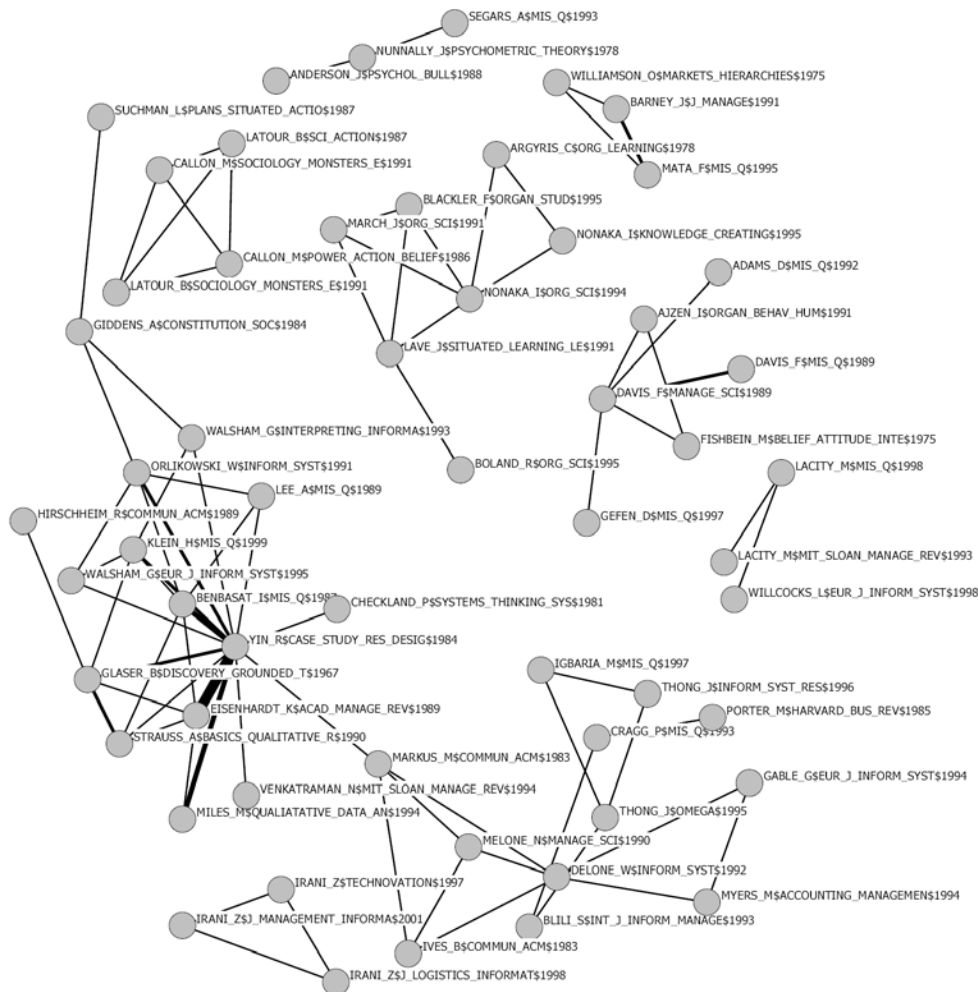 SEGARS_A$MIS_Q$1993
NUNNALLY_J$PSYCHOMETRIC_THEORY$1978
ANDERSON_J$PSYCHOL_BULL$1988
WILLIAMSON_O$MARKETS_HIERARCHIES$1975
BARNEY_J$J_MANAGE$1991
SUCHMAN_L$PLANS_SITUATED_ACTIO$1987
LATOUR_B$SCI_ACTION$1987
ARGYRIS_C$ORG_LEARNING$1978
CALLON_M$SOCIOLOGY_MONSTERS_E$1991
MATA_F$MIS_Q$1995
BLACKLER_F$ORGAN_STUD$1995
MARCH_J$ORG_SCI$1991
NONAKA_I$KNOWLEDGE_CREATING$1995
CALLON_M$POWER_ACTION_BELIEF$1986
ADAMS_D$MIS_Q$1992
LATOUR_B$SOCIOLOGY_MONSTERS_E$1991
NONAKA_I$ORG_SCI$1994
AJZEN_I$ORGAN_BEHAV_HUM$1991
GIDDENS_A$CONSTITUTION_SOC$1984
LAVE_J$SITUATED_LEARNING_LE$1991
DAVIS_F$MIS_Q$1989
DAVIS_F$MANAGE_SCI$1989
WALSHAM_G$INTERPRETING_INFORMA$1993
FISHBEIN_M$BELIEF_ATTITUDE_INTE$1975
ORLIKOWSKI_W$INFORM_SYST$1991
BOLAND_R$ORG_SCI$1995
LACITY_M$MIS_Q$1998
LEE_A$MIS_Q$1989
HIRSCHHEIM_R$COMMUN_ACM$1989
GEFEN_D$MIS_Q$1997
KLEIN_H$MIS_Q$1999
LACITY_M$MIT_SLOAN_MANAGE_REV$1993
WALSHAM_G$EUR_J_INFORM_SYST$1995
WILLCOCKS_L$EUR_J_INFORM_SYST$1998
BENBASAT_I$MIS_Q$1987
CHECKLAND_P$SYSTEMS_THINKING_SYS$1981
YIN_R$CASE_STUDY_RES_DESIG$1984
IGBARIA_M$MIS_Q$1997
GLASER_B$DISCOVERY_GROUNDED_T$1967
THONG_J$INFORM_SYST_RES$1996
EISENHARDT_K$ACAD_MANAGE_REV$1989
PORTER_M$HARVARD_BUS_REV$1985
CRAGG_P$MIS_Q$1993
STRAUSS_A$BASICS_QUALITATIVE_R$1990
MARKUS_M$COMMUN_ACM$1983
GABLE_G$EUR_J_INFORM_SYST$1994
VENKATRAMAN_N$MIT_SLOAN_MANAGE_REV$1994
MILES_M$QUALIATATIVE_DATA_AN$1994
THONG_J$OMEGA$1995
MELONE_N$MANAGE_SCI$1990
DELONE_W$INFORM_SYST$1992
IRANI_Z$TECHNOVATION$1997
MYERS_M$ACCOUNTING_MANAGEMEN$1994
IRANI_Z$J_MANAGEMENT_INFORMA$2001
BLILI_S$INT_J_INFORM_MANAGE$1993
IVES_B$COMMUN_ACM$1983
IRANI_Z$J_LOGISTICS_INFORMAT$1998